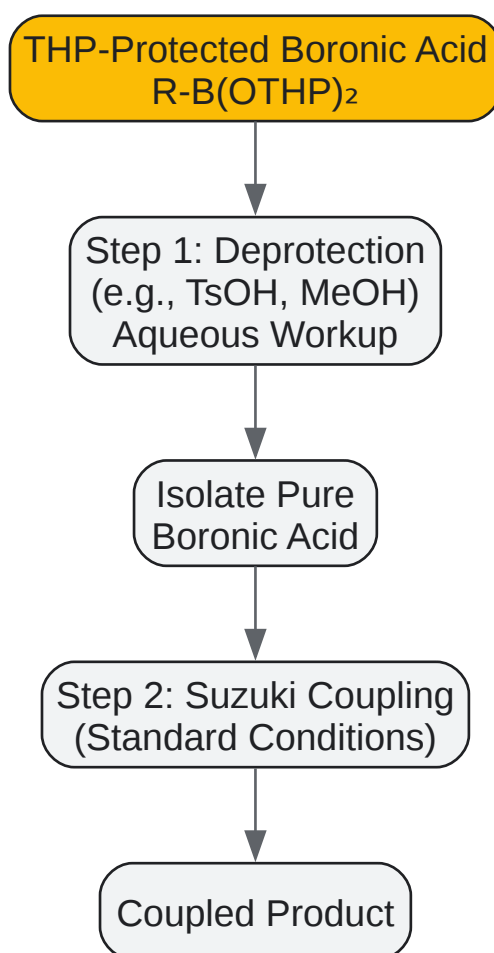 THP-Protected Boronic Acid
R-B(OTHP)₂
Step 1: Deprotection
(e.g., TsOH, MeOH)
Aqueous Workup
Isolate Pure
Boronic Acid
Step 2: Suzuki Coupling
(Standard Conditions)
Coupled Product